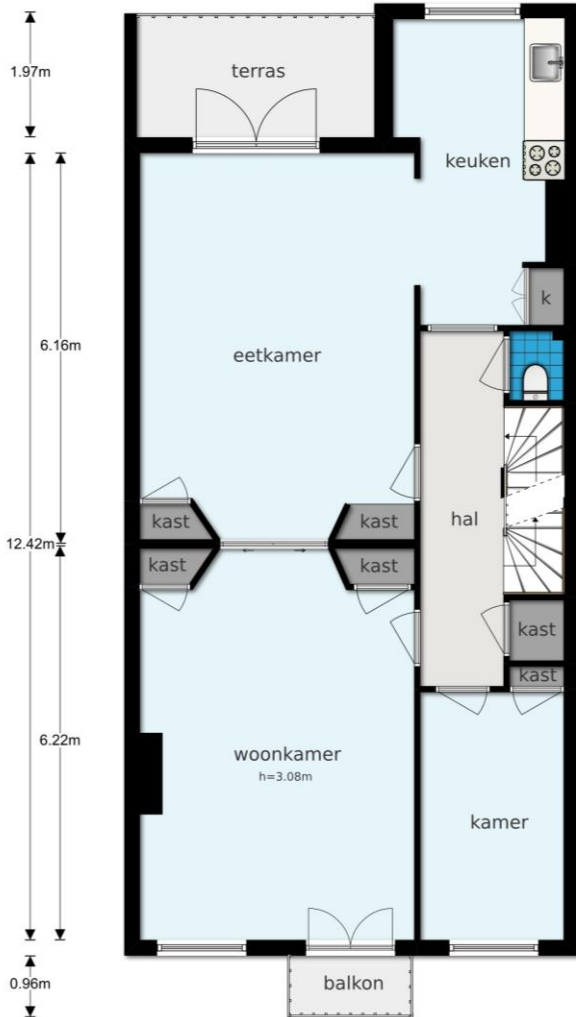 1.97m
terras
keuken
k
6.16m
eetkamer
kast
kast
hal
12.42m
kast
kast
kast
kast
6.22m
woonkamer
h=3.08m
kamer
0.96m
balkon